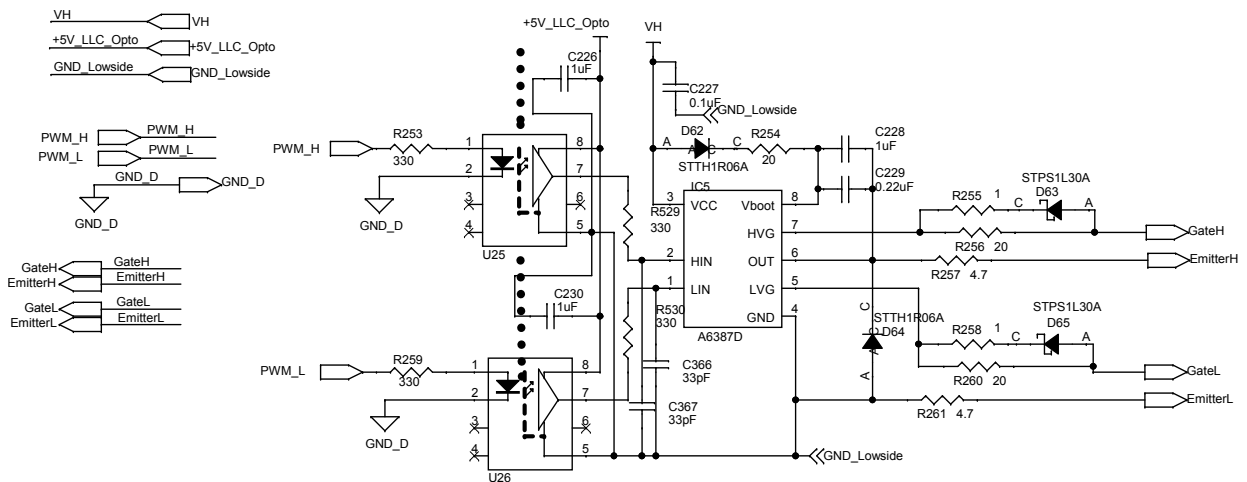 VH
VH
+5V_LLC_Opto
+5V_LLC_Opto
GND_Lowside
GND_Lowside
PWM_H
PWM_H
PWM_L
PWM_L
GND_D
GND_D
GND_D
GateH
GateH
EmitterH
EmitterH
GateL
GateL
EmitterL
EmitterL
+5V_LLC_Opto
VH
C226
1uF
C227
0.1uF
GND_Lowside
PWM_H
R253
330
GND_D
1
2
3
4
8
7
6
5
U25
D62
A
A
C
C
STTH1R06A
R254
20
C228
1uF
C229
0.22uF
R529
330
IC5
3
VCC
Vboot
8
HVG
7
2
HIN
OUT
6
1
LIN
LVG
5
GND
4
A6387D
STPS1L30A
R255
1
C
D63
A
R256
20
GateH
R257
4.7
EmitterH
C230
1uF
R530
330
C
STTH1R06A
C
D64
A
A
STPS1L30A
R258
1
C
D65
A
R260
20
GateL
R261
4.7
EmitterL
PWM_L
R259
330
GND_D
1
2
3
4
8
7
6
5
U26
C366
33pF
C367
33pF
GND_Lowside